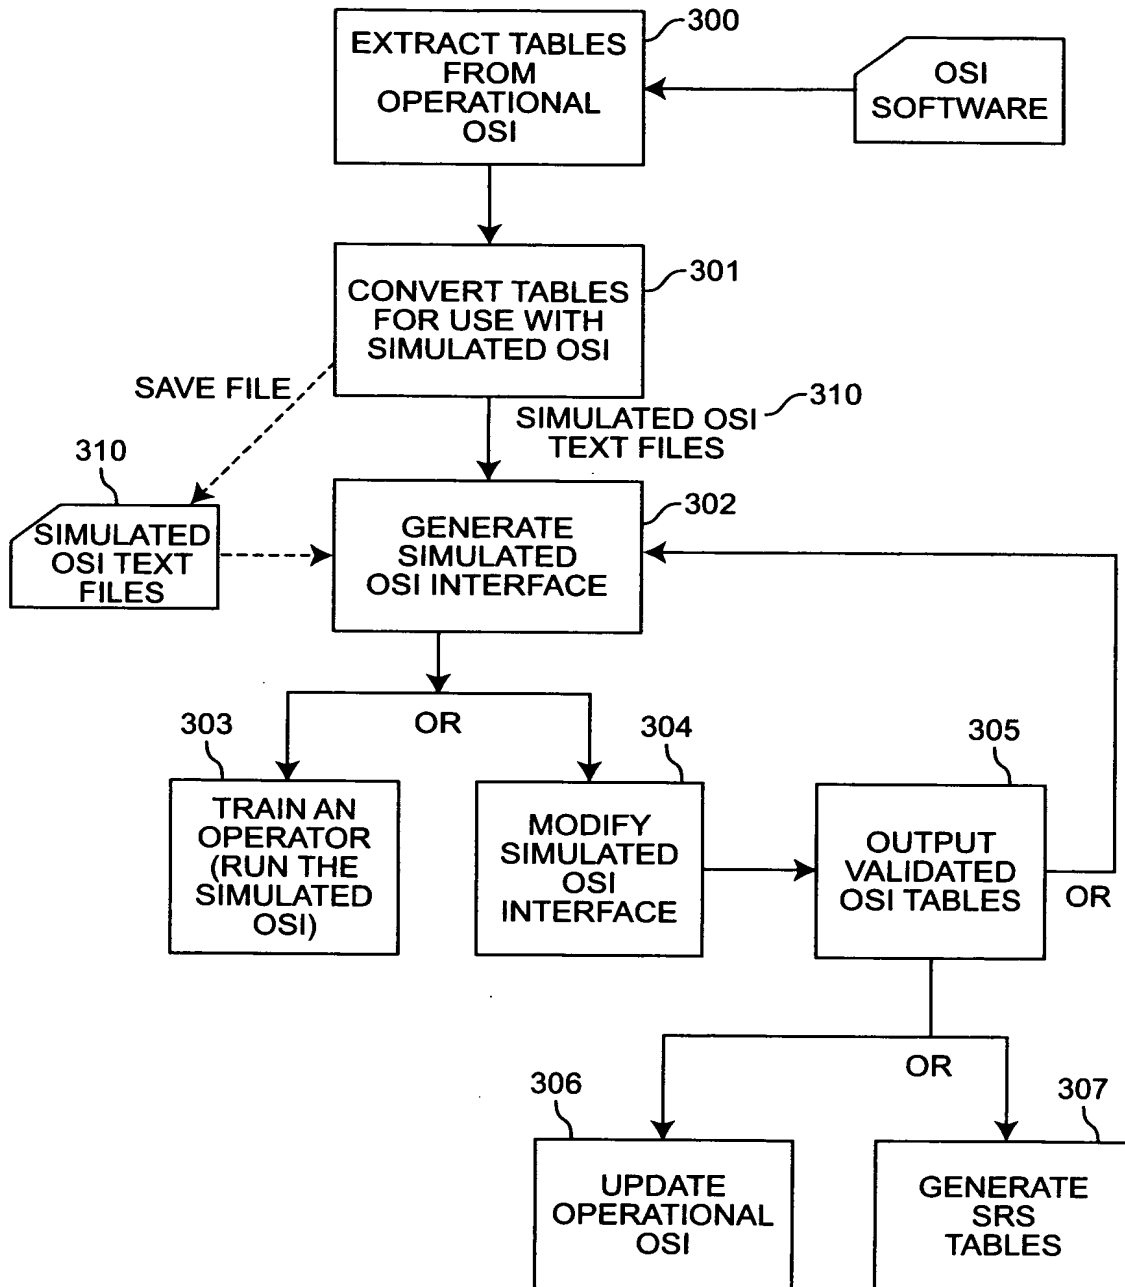 300
EXTRACT TABLES
FROM
OPERATIONAL
OSI
OSI
SOFTWARE
301
CONVERT TABLES
FOR USE WITH
SIMULATED OSI
SAVE FILE
SIMULATED OSI
TEXT FILES
310
310
SIMULATED
OSI TEXT
FILES
302
GENERATE
SIMULATED
OSI INTERFACE
OR
303
TRAIN AN
OPERATOR
(RUN THE
SIMULATED
OSI)
304
MODIFY
SIMULATED
OSI
INTERFACE
305
OUTPUT
VALIDATED
OSI TABLES
OR
OR
306
UPDATE
OPERATIONAL
OSI
307
GENERATE
SRS
TABLES